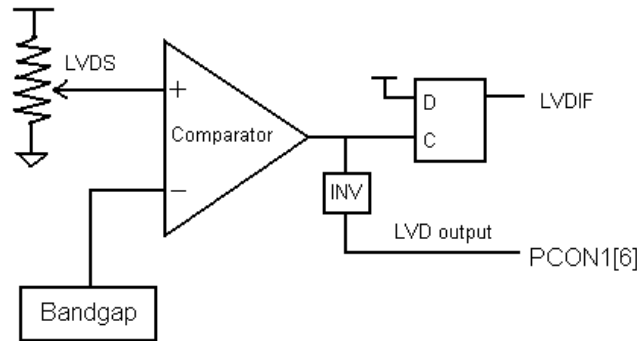 LVDS
+
Comparator
−
D
LVDIF
C
INV
LVD output
PCON1[6]
Bandgap